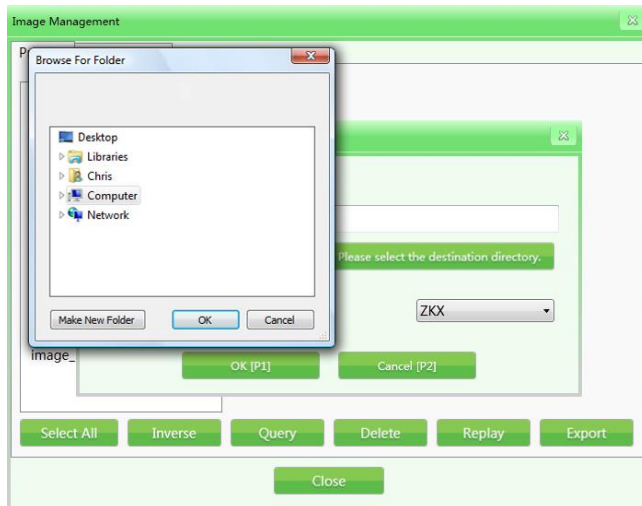 Image Management
Browse For Folder
Desktop
Libraries
Chris
Computer
Network
Make New Folder
OK
Cancel
Please select the destination directory.
ZKX
image_
OK [P1]
Cancel [P2]
Select All
Inverse
Query
Delete
Replay
Export
Close